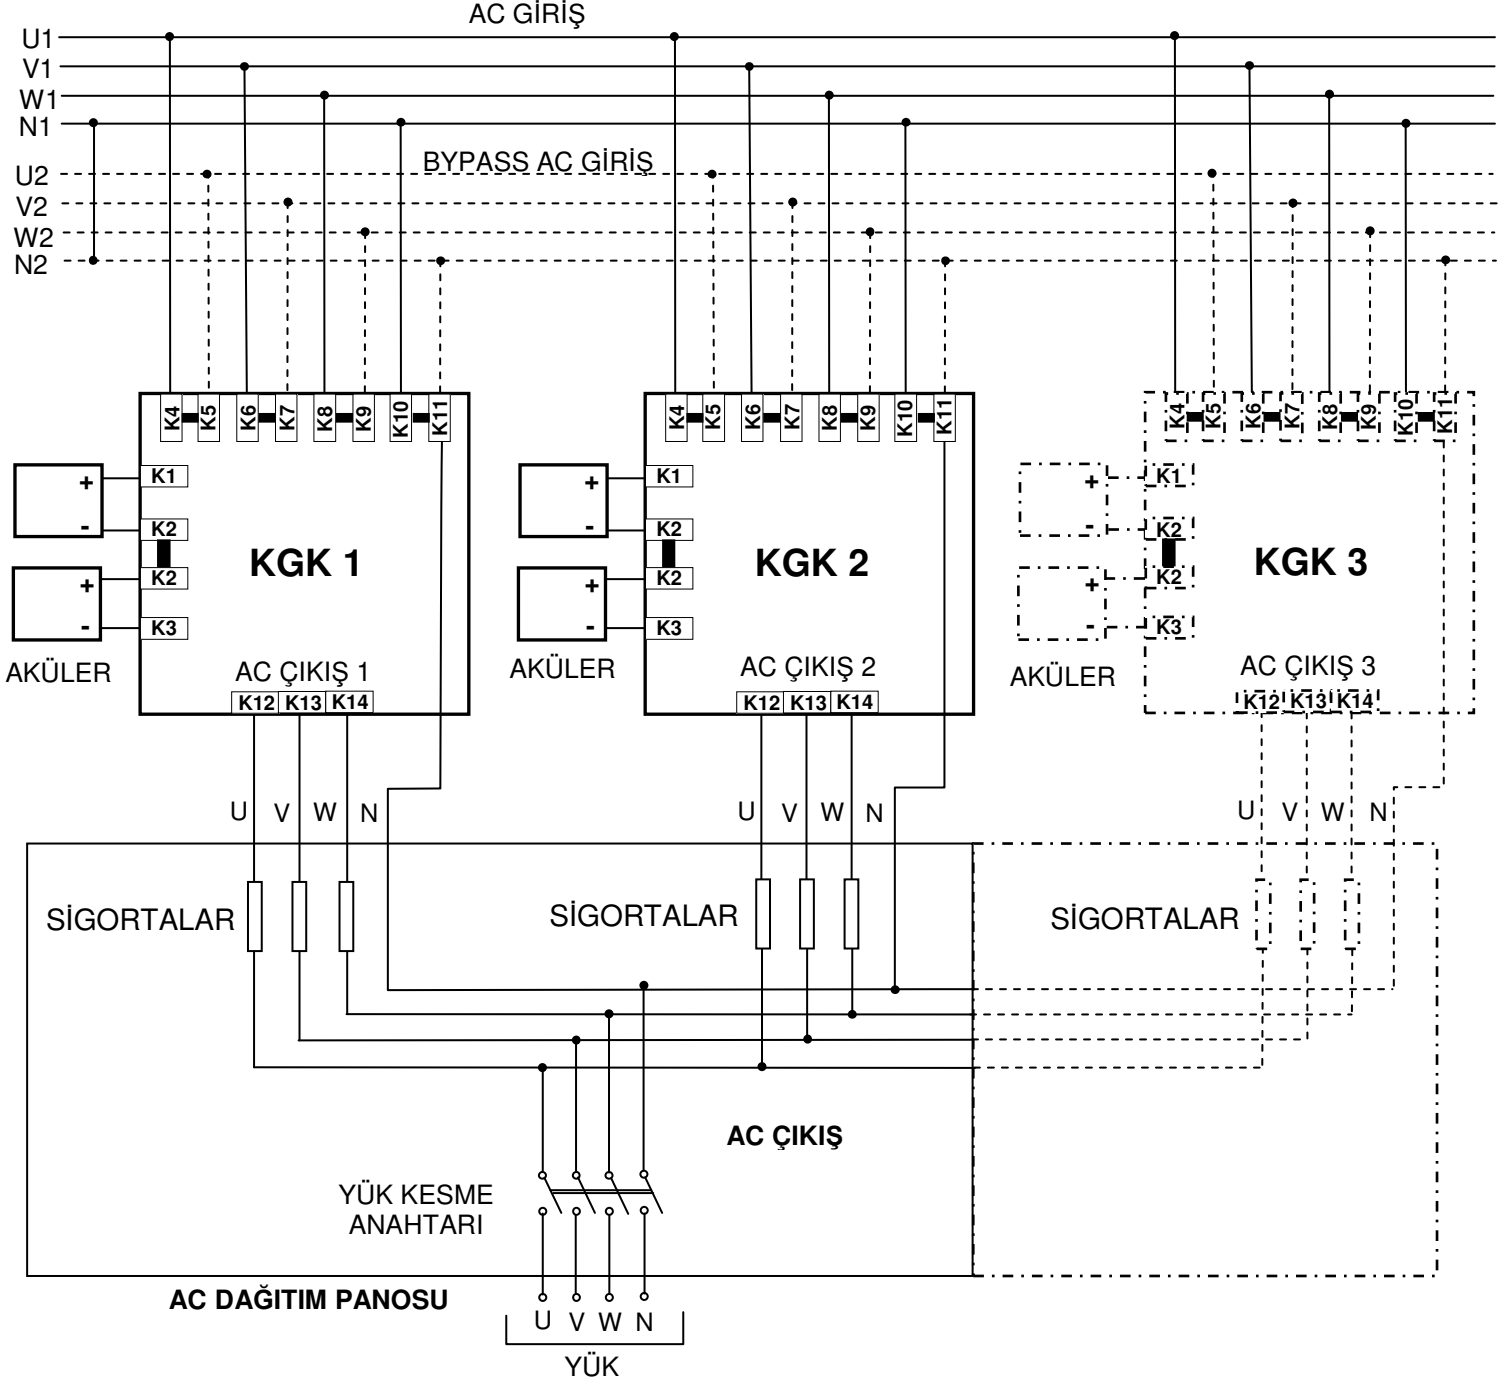 AC GİRİŞ
U1
V1
W1
N1
BYPASS AC GİRİŞ
U2
V2
W2
N2
K4 K5 K6 K7 K8 K9 K10 K11
K4 K5 K6 K7 K8 K9 K10 K11
K4 K5 K6 K7 K8 K9 K10 K11
+ K1
- K2
+ K2
- K3
KGK 1
AKÜLER
AC ÇIKIŞ 1
K12 K13 K14
+ K1
- K2
+ K2
- K3
KGK 2
AKÜLER
AC ÇIKIŞ 2
K12 K13 K14
+ K1
- K2
+ K2
- K3
KGK 3
AKÜLER
AC ÇIKIŞ 3
K12 K13 K14
U V W N
U V W N
U V W N
SİGORTALAR
SİGORTALAR
SİGORTALAR
AC ÇIKIŞ
YÜK KESME
ANAHTARI
AC DAĞITIM PANOSU
U V W N
YÜK